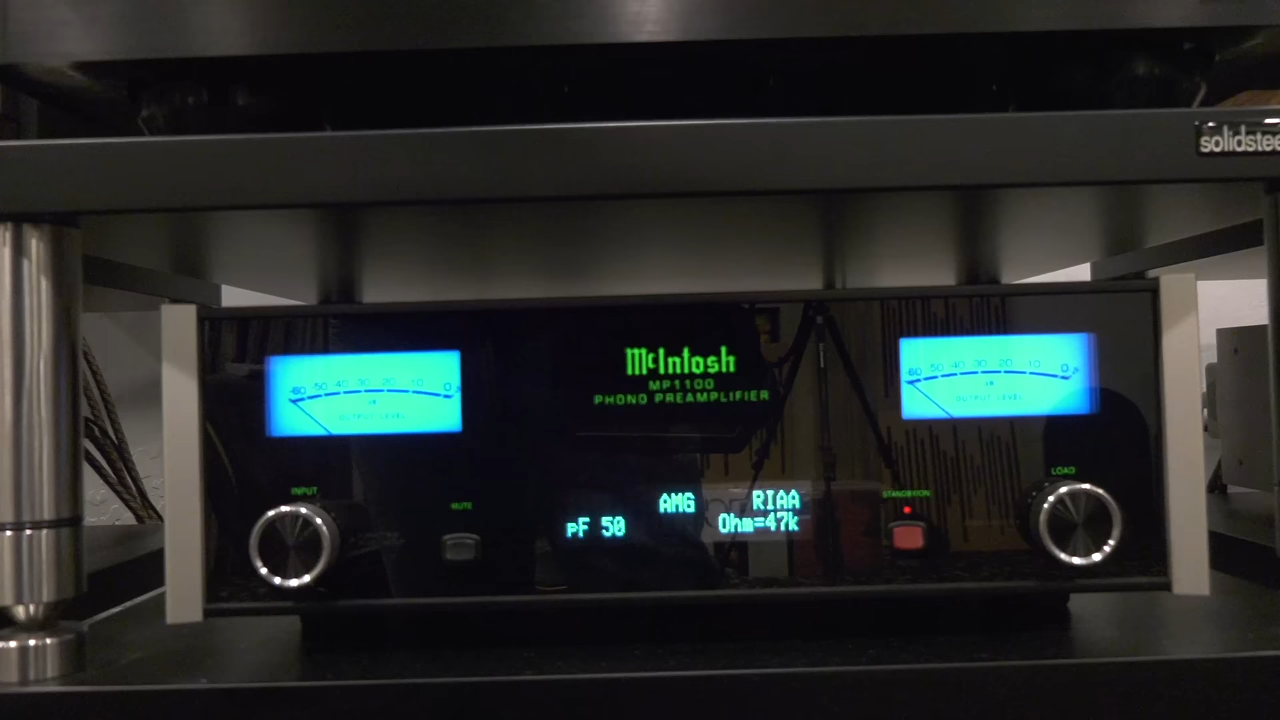 solidstee
McIntosh
MP1100
PHONO PREAMPLIFIER
-60 -50 -40 -30 -20 -10 0
OUTPUT LEVEL
-60 -50 -40 -30 -20 -10 0
OUTPUT LEVEL
INPUT
MUTE
AMG RIAA
pF 50 Ohm=47k
STANDBY/ON
LOAD